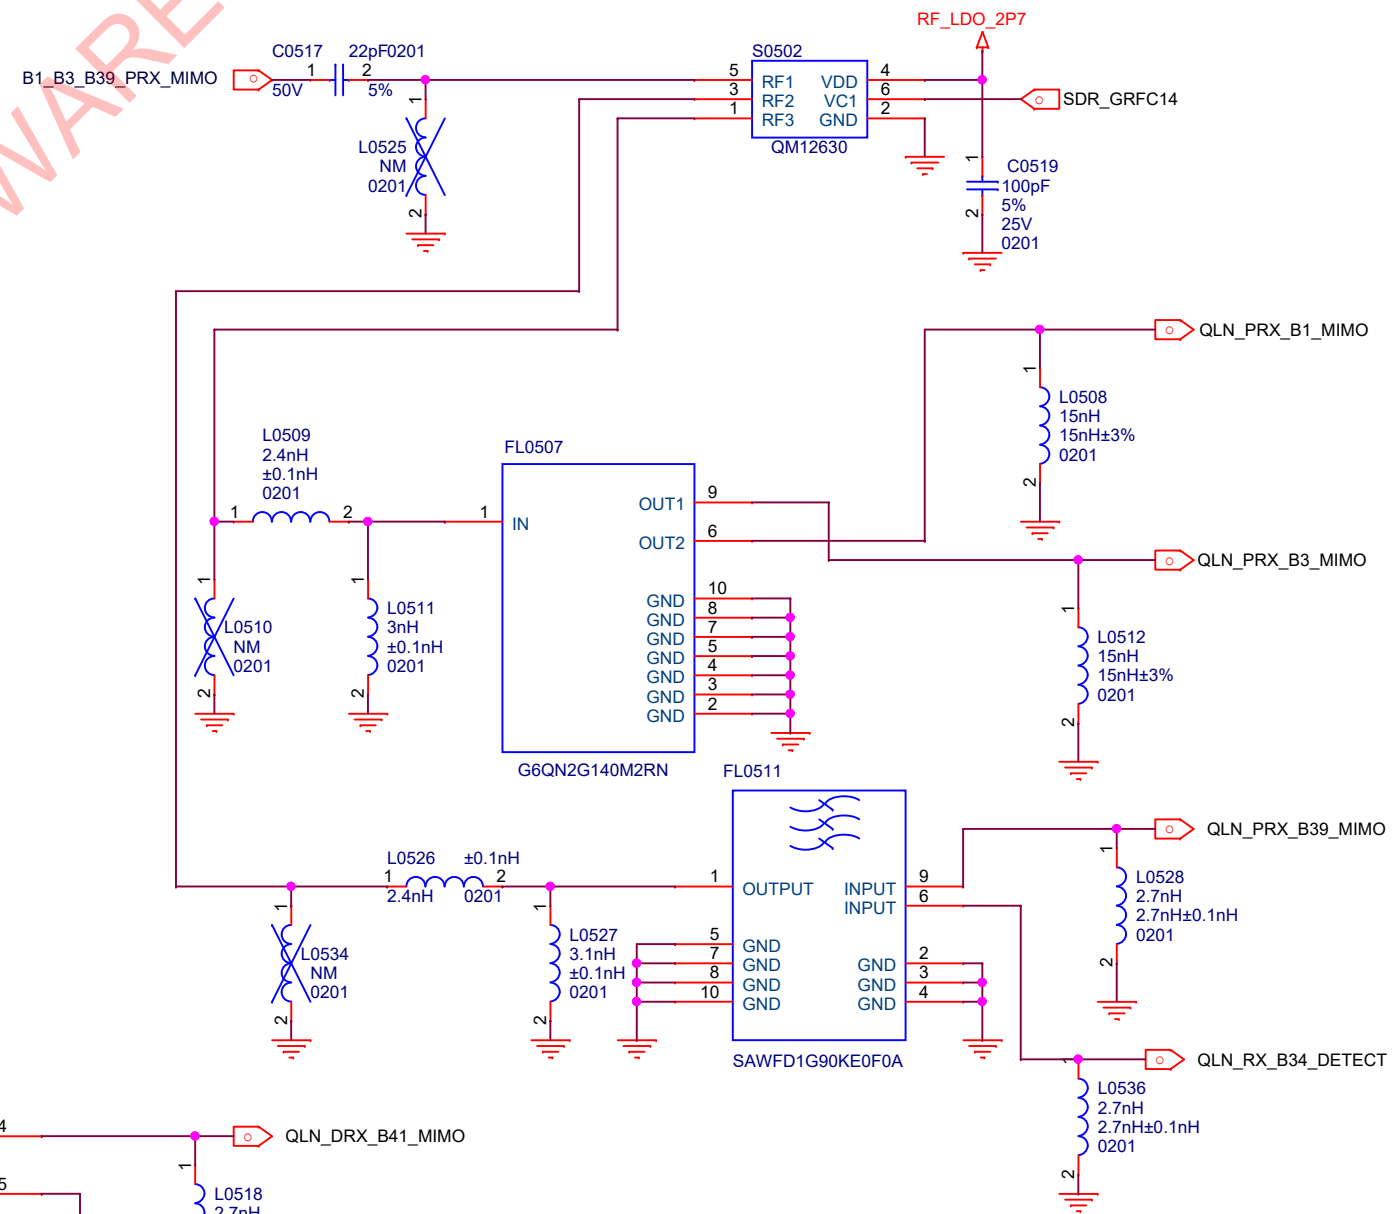 WARE
RF_LDO_2P7
C0517 22pF0201
B1_B3_B39_PRX_MIMO
1 2
50V 5%
S0502
5 RF1 VDD 4
3 RF2 VC1 6
1 RF3 GND 2
QM12630
SDR_GRFC14
1
L0525
NM
0201
2
1
C0519
100pF
5%
25V
0201
2
QLN_PRX_B1_MIMO
1
L0508
15nH
15nH±3%
0201
2
L0509
2.4nH
±0.1nH
0201
1 2
FL0507
1 IN
OUT1 9
OUT2 6
GND 10
GND 8
GND 7
GND 5
GND 4
GND 3
GND 2
G6QN2G140M2RN
QLN_PRX_B3_MIMO
1
L0510
NM
0201
2
1
L0511
3nH
±0.1nH
0201
2
1
L0512
15nH
15nH±3%
0201
2
FL0511
QLN_PRX_B39_MIMO
L0526 ±0.1nH
1 2
2.4nH 0201
1 OUTPUT INPUT 9
INPUT 6
5 GND
7 GND GND 2
8 GND GND 3
10 GND GND 4
SAWFD1G90KE0F0A
1
L0528
2.7nH
2.7nH±0.1nH
0201
2
1
L0534
NM
0201
2
1
L0527
3.1nH
±0.1nH
0201
2
QLN_RX_B34_DETECT
1
L0536
2.7nH
2.7nH±0.1nH
0201
2
4
QLN_DRX_B41_MIMO
1
5
L0518
2.7nH